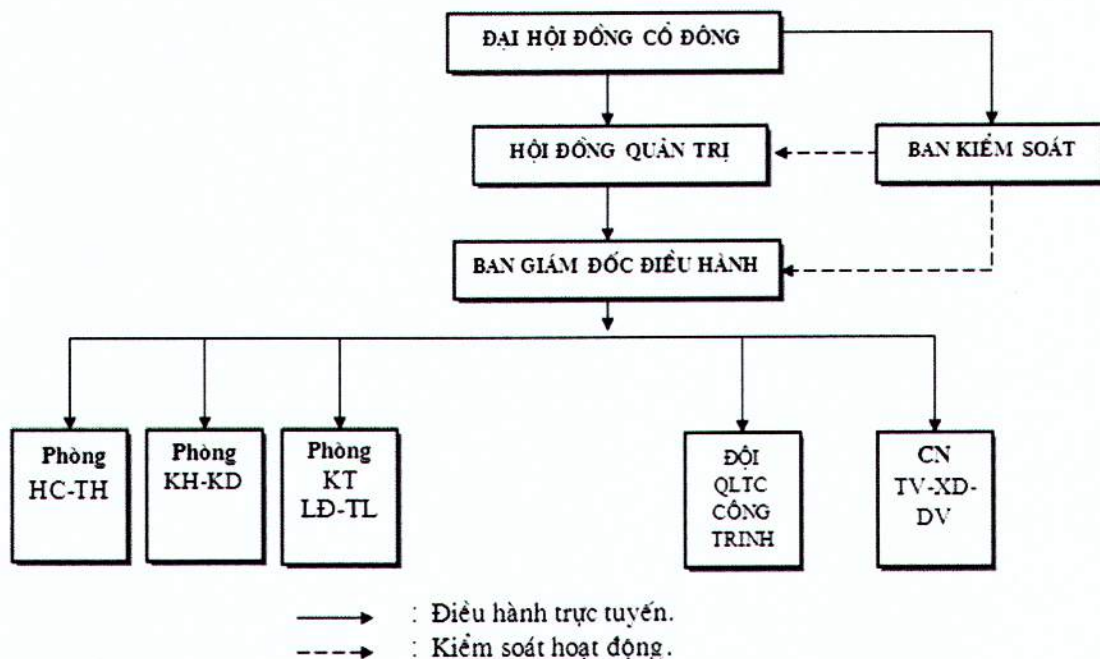 ĐẠI HỘI ĐỒNG CỔ ĐÔNG
HỘI ĐỒNG QUẢN TRỊ
BAN KIỂM SOÁT
BAN GIÁM ĐỐC ĐIỀU HÀNH
Phòng
HC-TH
Phòng
KH-KD
Phòng
KT
LĐ-TL
ĐỘI
QLTC
CÔNG
TRINH
CN
TV-XD-
DV
: Điều hành trực tuyến.
: Kiểm soát hoạt động.